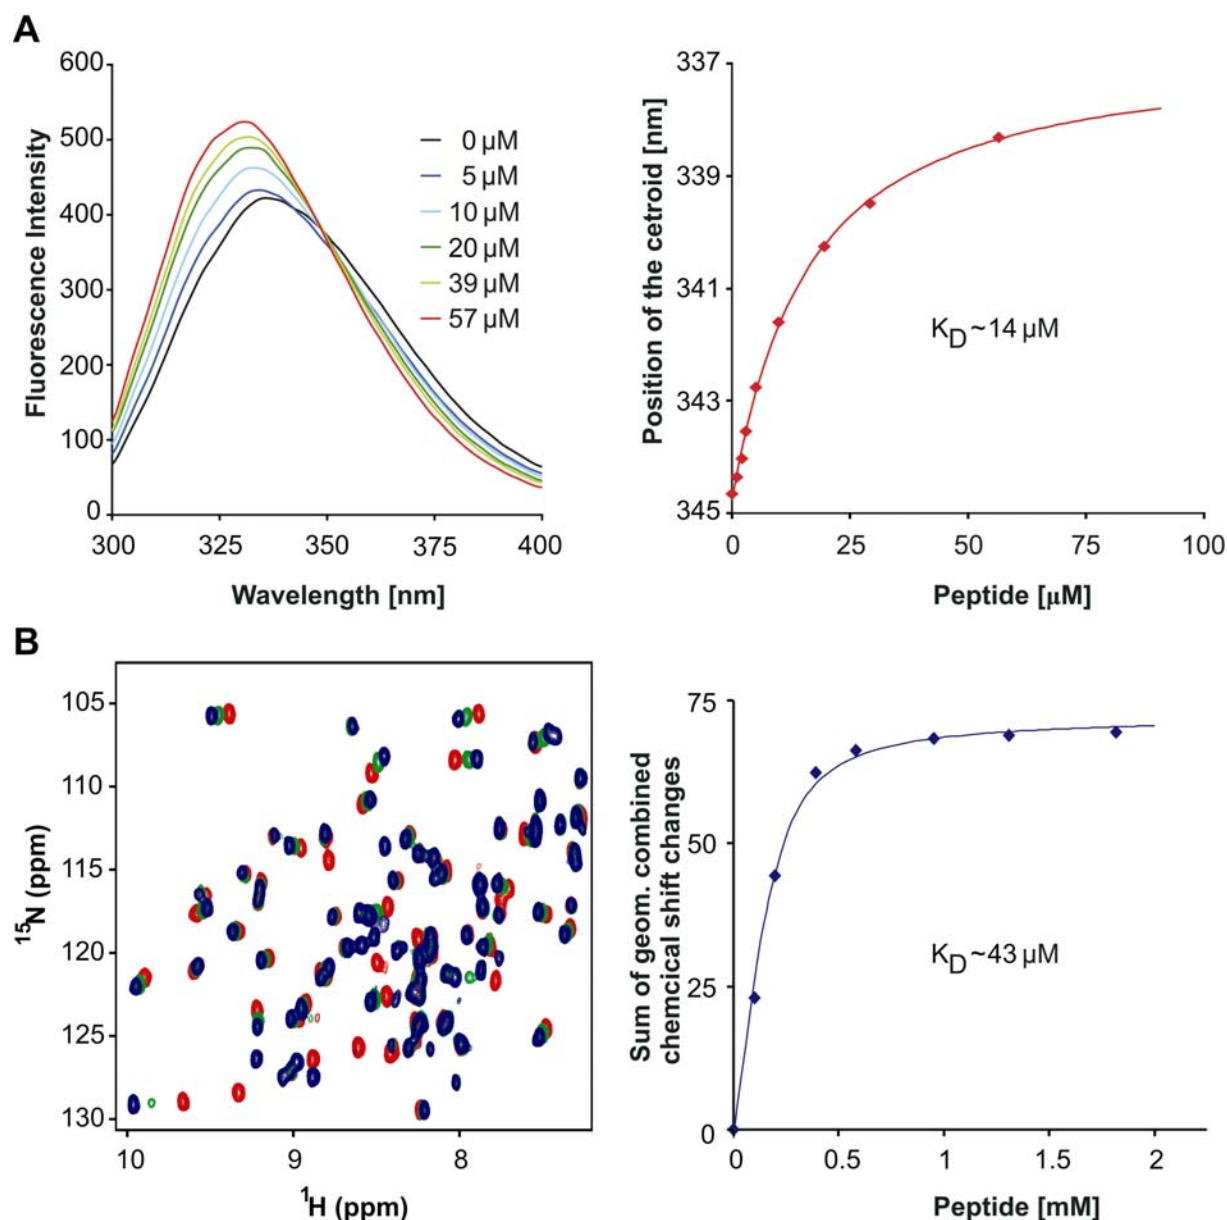 A
600
500
400
300
200
100
0
300
325
350
375
400
Fluorescence Intensity
Wavelength [nm]
0 µM
5 µM
10 µM
20 µM
39 µM
57 µM
337
339
341
343
345
0
25
50
75
100
Position of the cetroid [nm]
Peptide [µM]
KD~14 µM
B
105
110
115
120
125
130
10
9
8
15N (ppm)
1H (ppm)
75
50
25
0
0
0.5
1
1.5
2
Sum of geom. combined
chemcical shift changes
Peptide [mM]
KD~43 µM